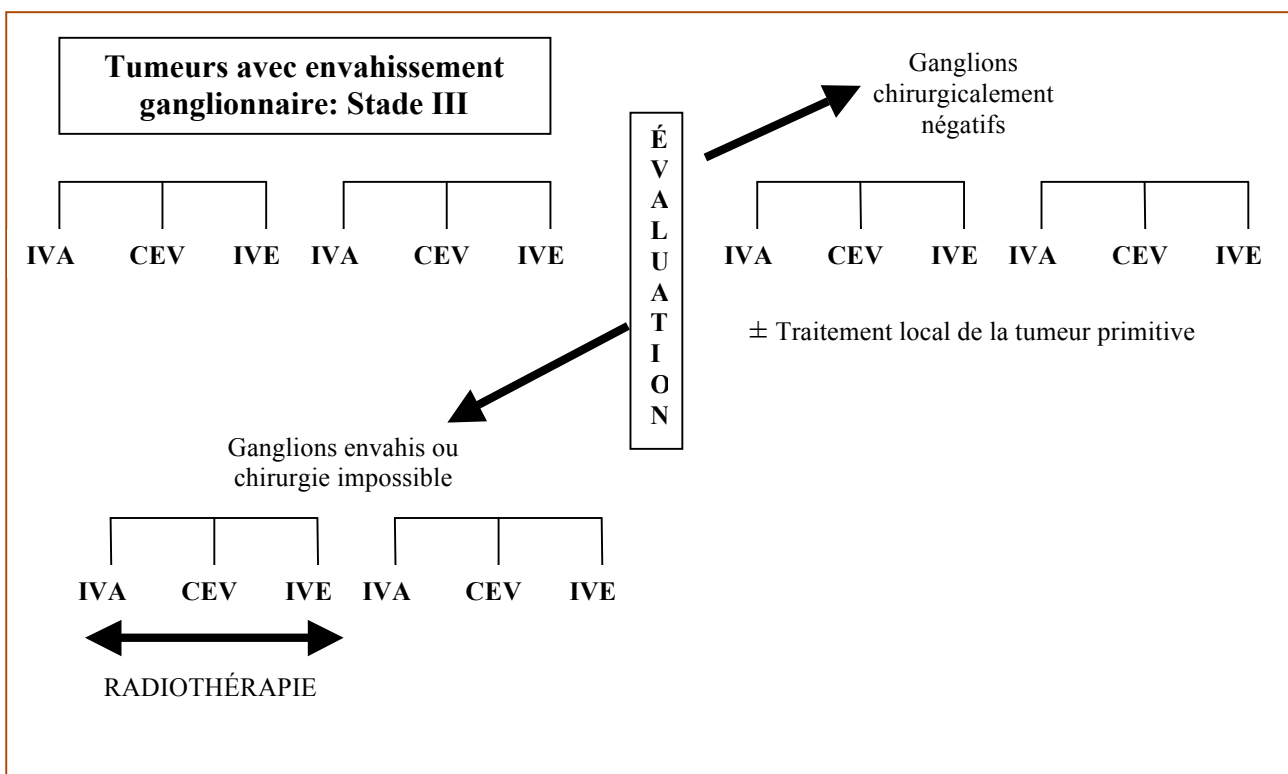 Tumeurs avec envahissement
ganglionnaire: Stade III
Ganglions
chirurgicalement
négatifs
ÉVALUATION
IVA CEV IVE IVA CEV IVE
IVA CEV IVE IVA CEV IVE
± Traitement local de la tumeur primitive
Ganglions envahis ou
chirurgie impossible
IVA CEV IVE IVA CEV IVE
RADIOTHÉRAPIE